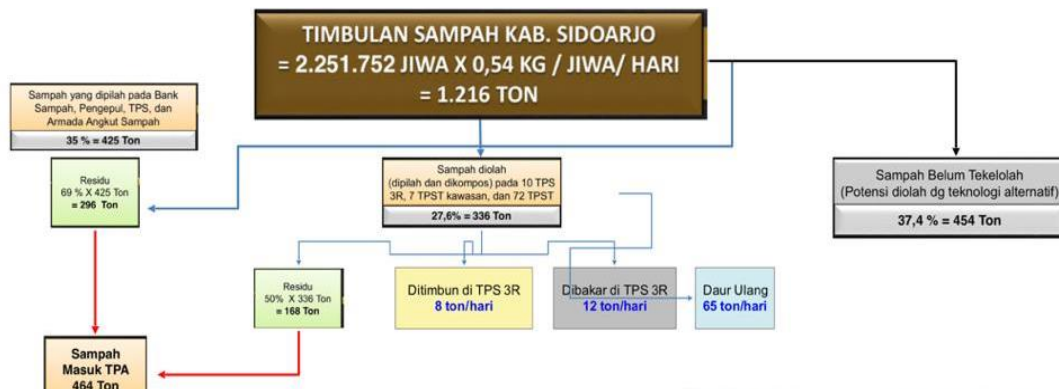 TIMBULAN SAMPAH KAB. SIDOARJO
= 2.251.752 JIWA X 0,54 KG / JIWA/ HARI
= 1.216 TON
Sampah yang dipilah pada Bank
Sampah, Pengepul, TPS, dan
Armada Angkut Sampah
35 % = 425 Ton
Residu
69 % X 425 Ton
= 296 Ton
Sampah diolah
(dipilah dan dikompos) pada 10 TPS
3R, 7 TPST kawasan, dan 72 TPST
27,6% = 336 Ton
Sampah Belum Tekelolah
(Potensi diolah dg teknologi alternatif)
37,4 % = 454 Ton
Residu
50% X 336 Ton
= 168 Ton
Ditimbun di TPS 3R
8 ton/hari
Dibakar di TPS 3R
12 ton/hari
Daur Ulang
65 ton/hari
Sampah
Masuk TPA
464 Ton